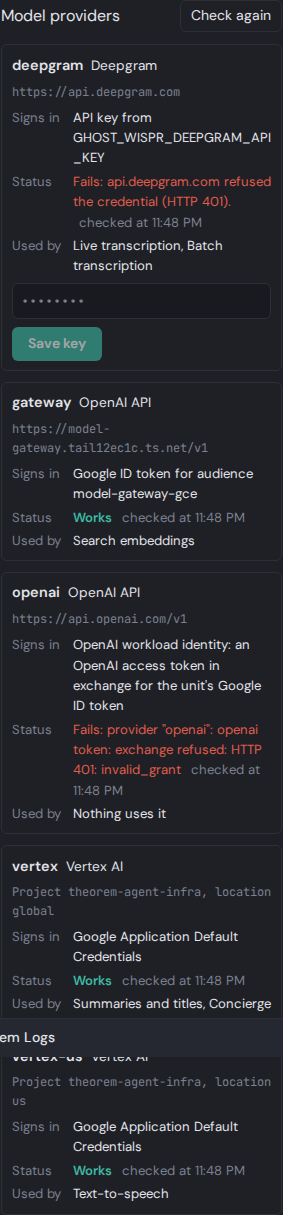 Model providers
Check again
deepgram Deepgram
https://api.deepgram.com
Signs in API key from
GHOST_WISPR_DEEPGRAM_API
_KEY
Status Fails: api.deepgram.com refused
the credential (HTTP 401).
checked at 11:48 PM
Used by Live transcription, Batch
transcription
••••••••
Save key
gateway OpenAI API
https://model-
gateway.tail12ec1c.ts.net/v1
Signs in Google ID token for audience
model-gateway-gce
Status Works checked at 11:48 PM
Used by Search embeddings
openai OpenAI API
https://api.openai.com/v1
Signs in OpenAI workload identity: an
OpenAI access token in
exchange for the unit's Google
ID token
Status Fails: provider "openai": openai
token: exchange refused: HTTP
401: invalid_grant checked at
11:48 PM
Used by Nothing uses it
vertex Vertex AI
Project theorem-agent-infra, location
global
Signs in Google Application Default
Credentials
Status Works checked at 11:48 PM
Used by Summaries and titles, Concierge
em Logs
vertex-us Vertex AI
Project theorem-agent-infra, location
us
Signs in Google Application Default
Credentials
Status Works checked at 11:48 PM
Used by Text-to-speech